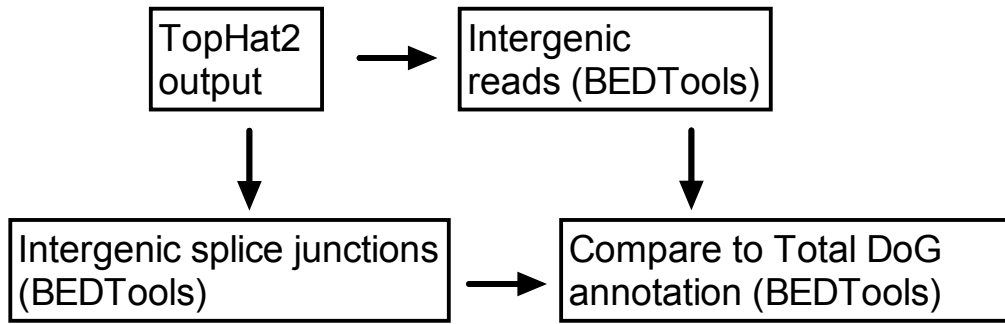 TopHat2
output
Intergenic
reads (BEDTools)
Intergenic splice junctions
(BEDTools)
Compare to Total DoG
annotation (BEDTools)